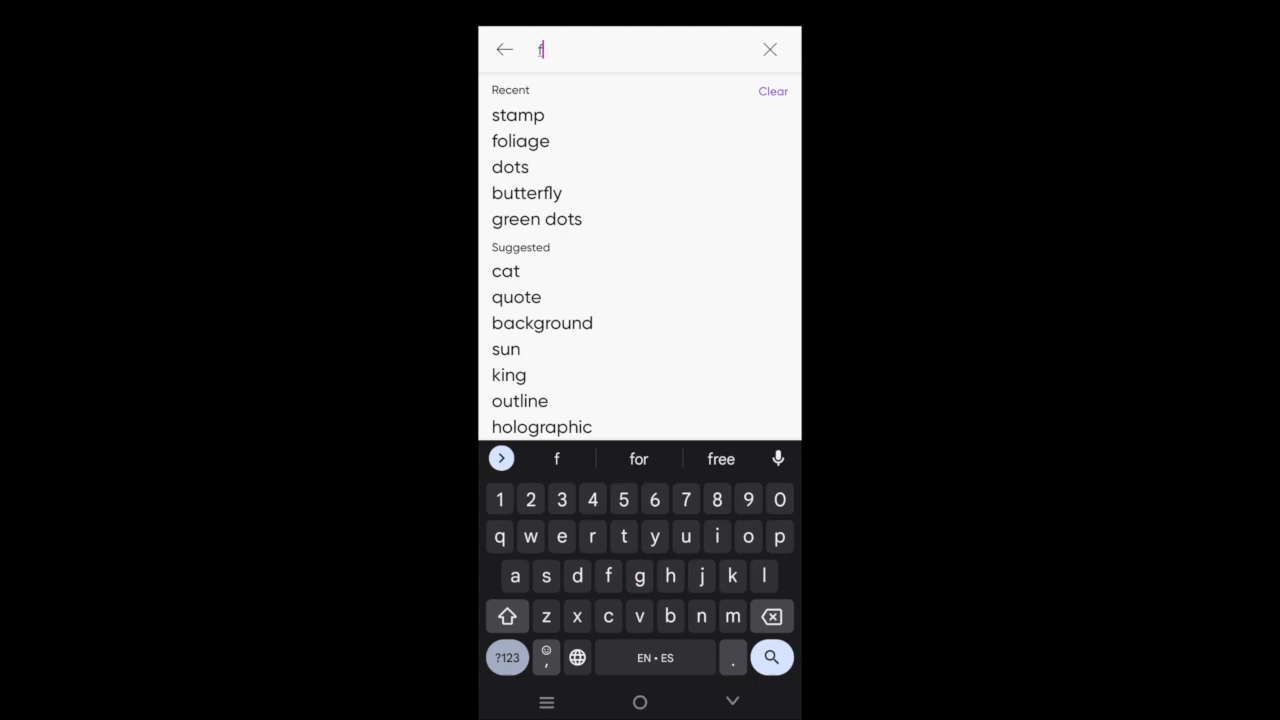 f
Recent Clear
stamp
foliage
dots
butterfly
green dots
Suggested
cat
quote
background
sun
king
outline
holographic
f for free
1 2 3 4 5 6 7 8 9 0
q w e r t y u i o p
a s d f g h j k l
z x c v b n m
?123 , EN • ES .